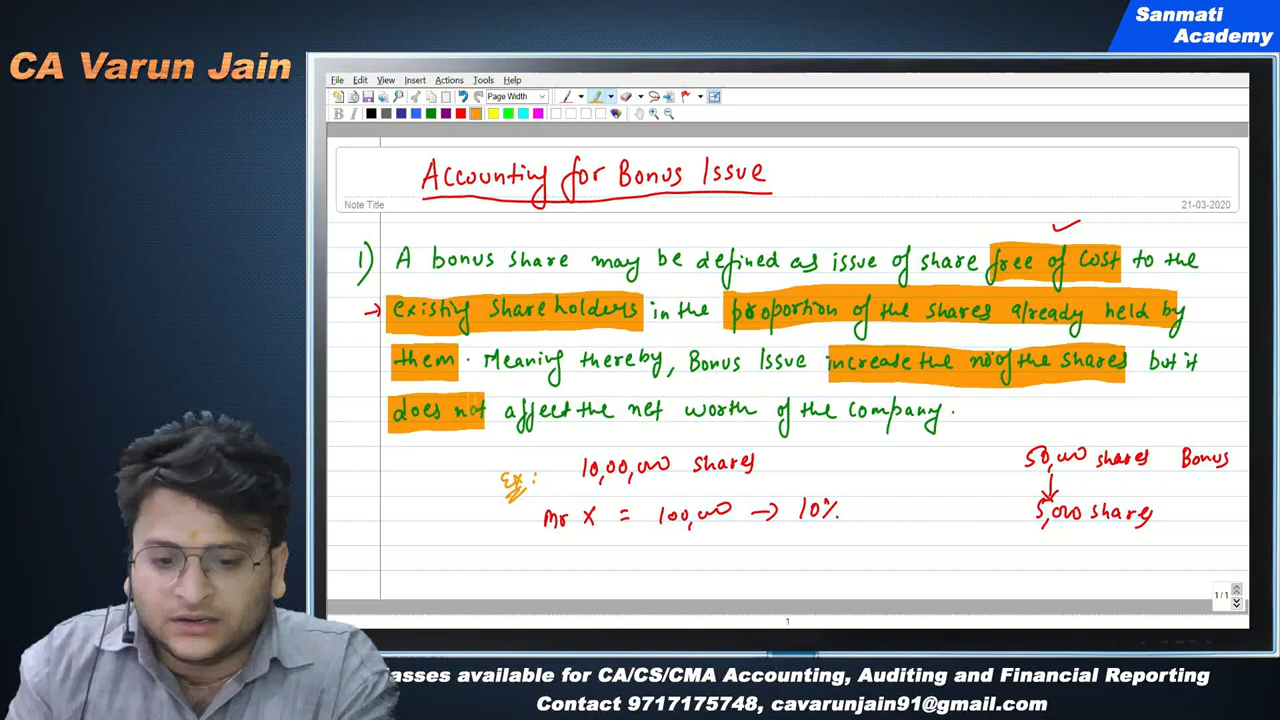 Sanmati
Academy
CA Varun Jain
File Edit View Insert Actions Tools Help
Page Width
B I
Accounting for Bonus Issue
Note Title
21-03-2020
1) A bonus share may be defined as issue of share free of cost to the
→ existing shareholders in the proportion of the shares already held by
them. Meaning thereby, Bonus Issue increase the no of the shares but it
does not affect the net worth of the company.
Ex: 10,00,000 shares
50,000 shares Bonus
Mr X = 100,000 → 10%
5,000 shares
1/1
1
lasses available for CA/CS/CMA Accounting, Auditing and Financial Reporting
Contact 9717175748, cavarunjain91@gmail.com